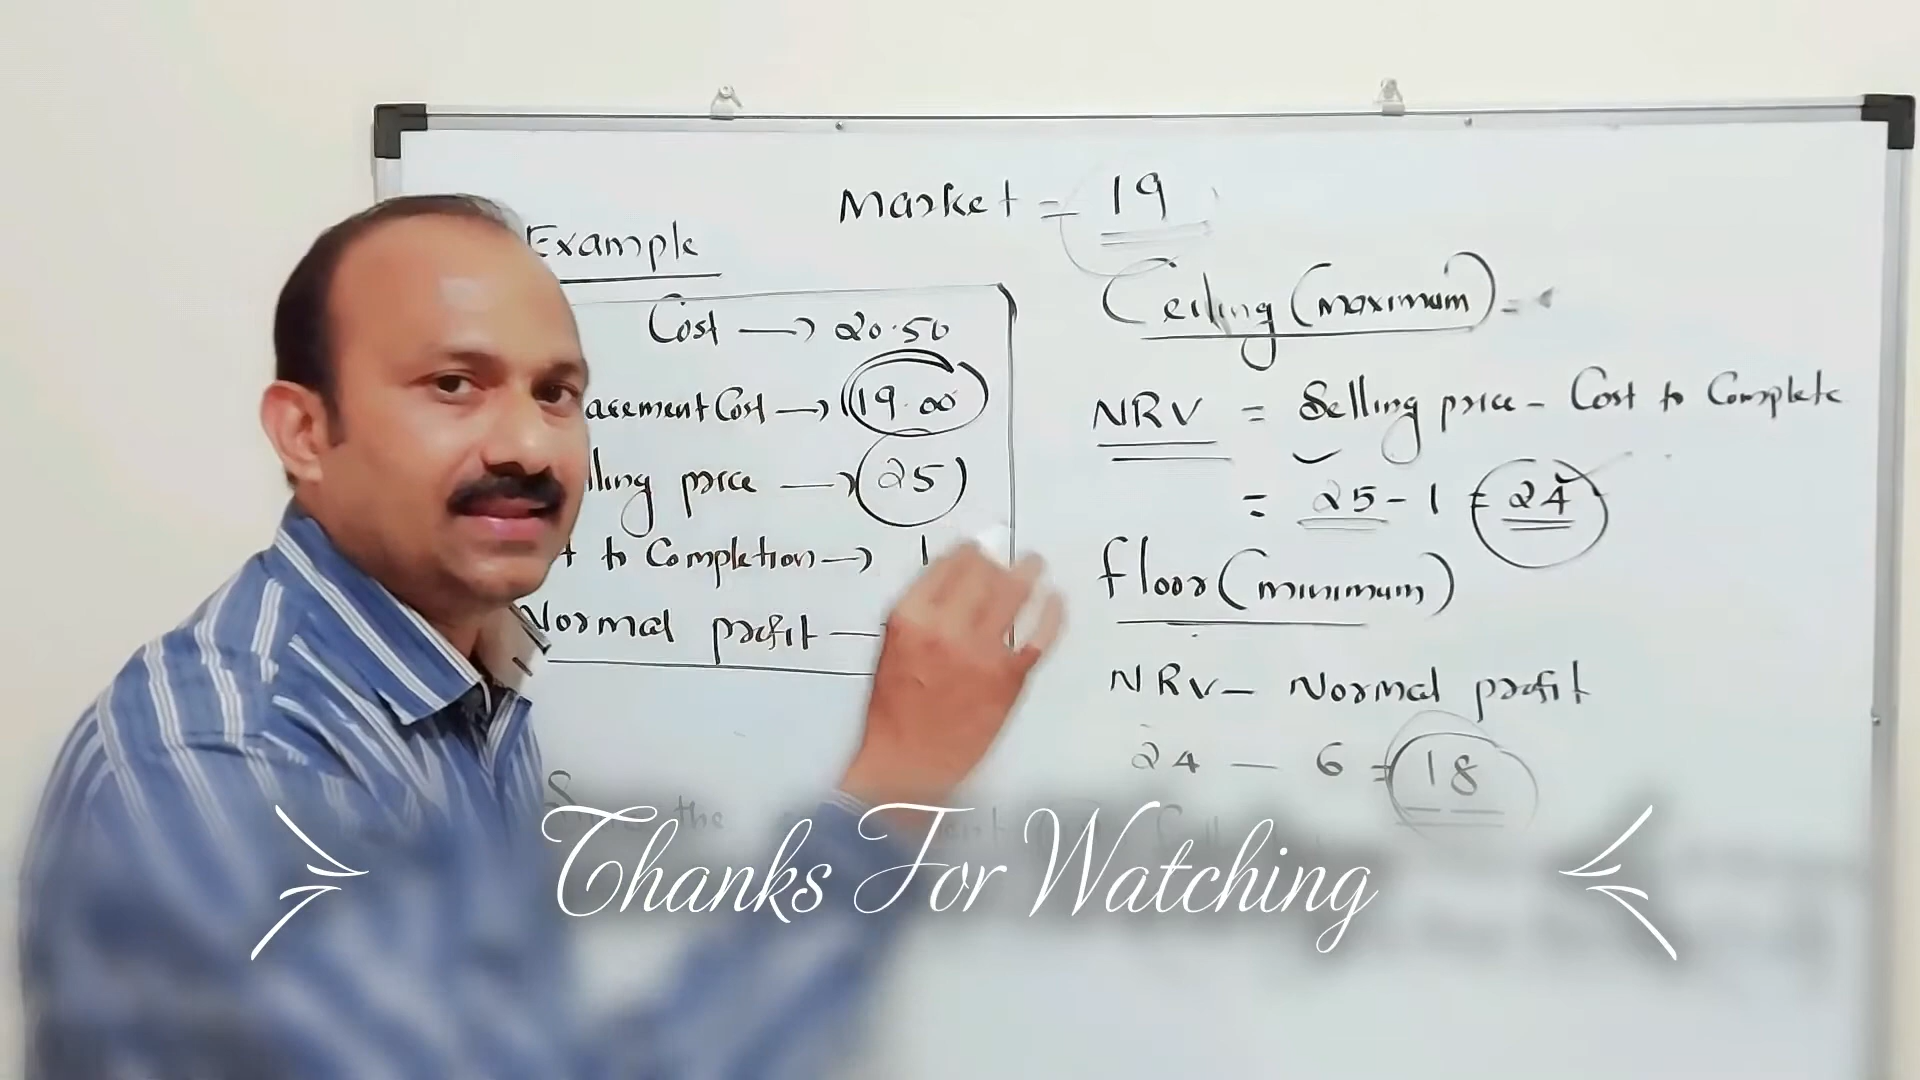 Market = 19
Example
Cost → 20.50
acement Cost → 19.00
lling price → 25
t to Completion → 1
Normal profit —
Ceiling (maximum) =
NRV = Selling price - Cost to Complete
= 25 - 1 = 24
floor (minimum)
NRV - Normal profit
24 - 6 = 18
Thanks For Watching